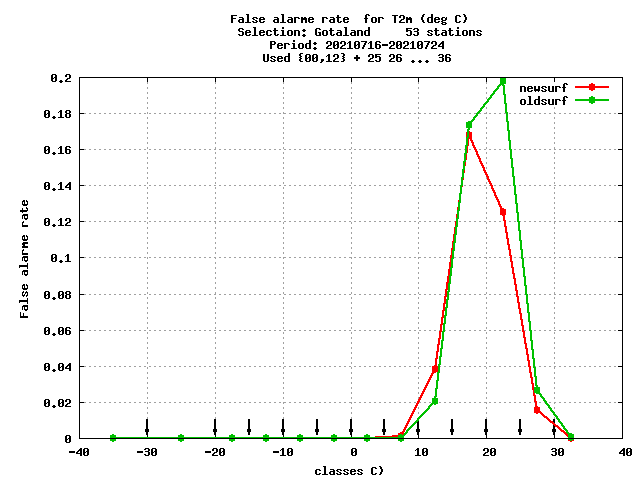 False alarme rate  for T2m (deg C)
Selection: Gotaland     53 stations
Period: 20210716-20210724
Used {00,12} + 25 26 ... 36
newsurf
oldsurf
0.2
0.18
0.16
0.14
0.12
0.1
0.08
0.06
0.04
0.02
0
False alarme rate
-40 -30 -20 -10 0 10 20 30 40
classes C)